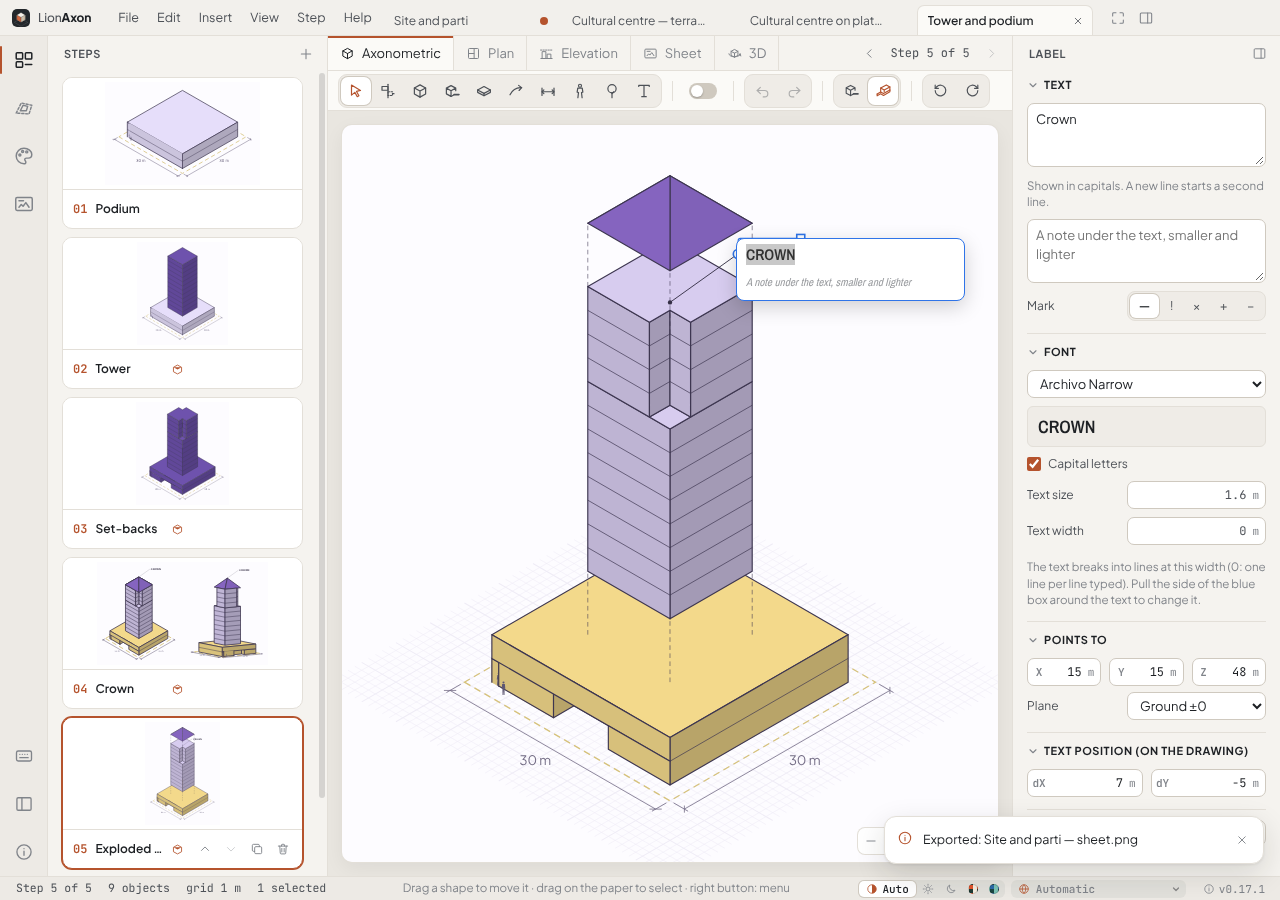 LionAxon
File Edit Insert View Step Help
Site and parti
Cultural centre — terra…
Cultural centre on plat…
Tower and podium
STEPS
Axonometric
Plan
Elevation
Sheet
3D
Step 5 of 5
LABEL
01 Podium
02 Tower
03 Set-backs
04 Crown
05 Exploded …
CROWN
A note under the text, smaller and lighter
30 m
30 m
TEXT
Crown
Shown in capitals. A new line starts a second
line.
A note under the text, smaller and
lighter
Mark — ! × + −
FONT
Archivo Narrow
CROWN
Capital letters
Text size 1.6 m
Text width 0 m
The text breaks into lines at this width (0: one
line per line typed). Pull the side of the blue
box around the text to change it.
POINTS TO
X 15 m Y 15 m Z 48 m
Plane Ground ±0
TEXT POSITION (ON THE DRAWING)
dX 7 m dY -5 m
Exported: Site and parti — sheet.png
Step 5 of 5 9 objects grid 1 m 1 selected
Drag a shape to move it · drag on the paper to select · right button: menu
Auto
Automatic
v0.17.1